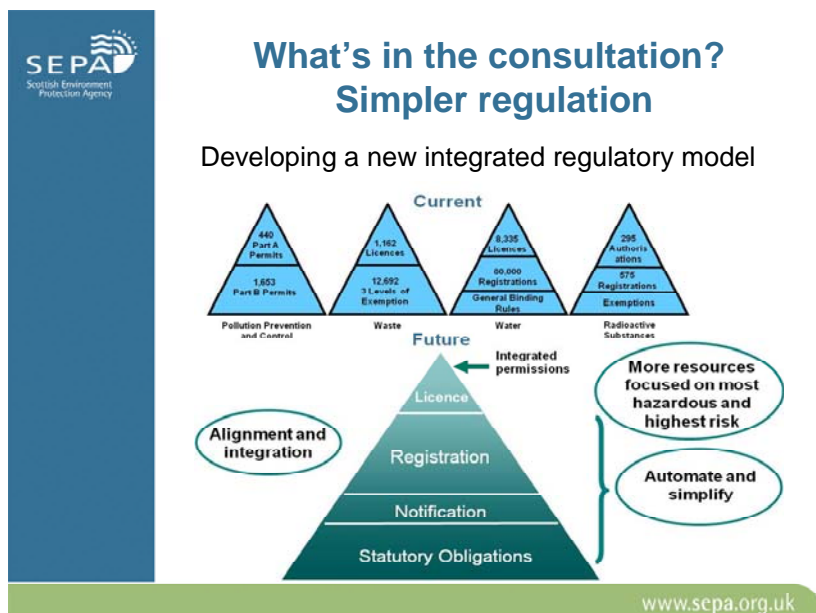 SEPA
Scottish Environment
Protection Agency
What's in the consultation?
Simpler regulation
Developing a new integrated regulatory model
Current
440
Part A
Permits
1,653
Part B Permits
Pollution Prevention
and Control
1,162
Licences
12,692
3 Levels of
Exemption
Waste
8,335
Licences
Registrations
General Binding
Rules
Water
295
Authoris
ations
575
Registrations
Exemptions
Radioactive
Substances
Future
Integrated
permissions
Licence
Registration
Notification
Statutory Obligations
Alignment and
integration
More resources
focused on most
hazardous and
highest risk
Automate and
simplify
www.sepa.org.uk